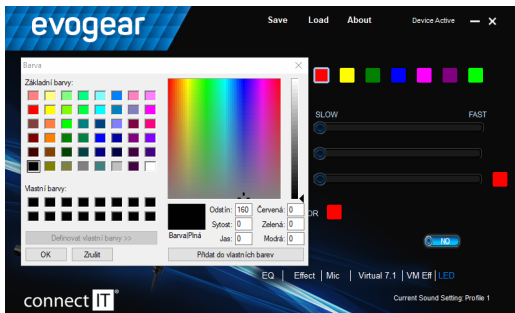 evogear
Save Load About Device Active
Barva
Základní barvy:
SLOW FAST
Vlastní barvy:
Definovat vlastní barvy >>
OK Zrušit
Barva|Plná
Odstín: 160 Červená: 0
Sytost: 0 Zelená: 0
Jas: 0 Modrá: 0
Přidat do vlastních barev
OR
NO
EQ | Effect | Mic | Virtual 7.1 | VM Eff | LED
connect IT
Current Sound Setting: Profile 1